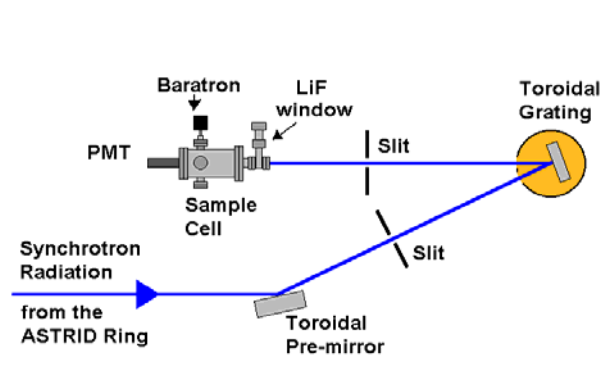 Baratron
LiF
window
Toroidal
Grating
PMT
Slit
Sample
Cell
Slit
Synchrotron
Radiation
from the
ASTRID Ring
Toroidal
Pre-mirror